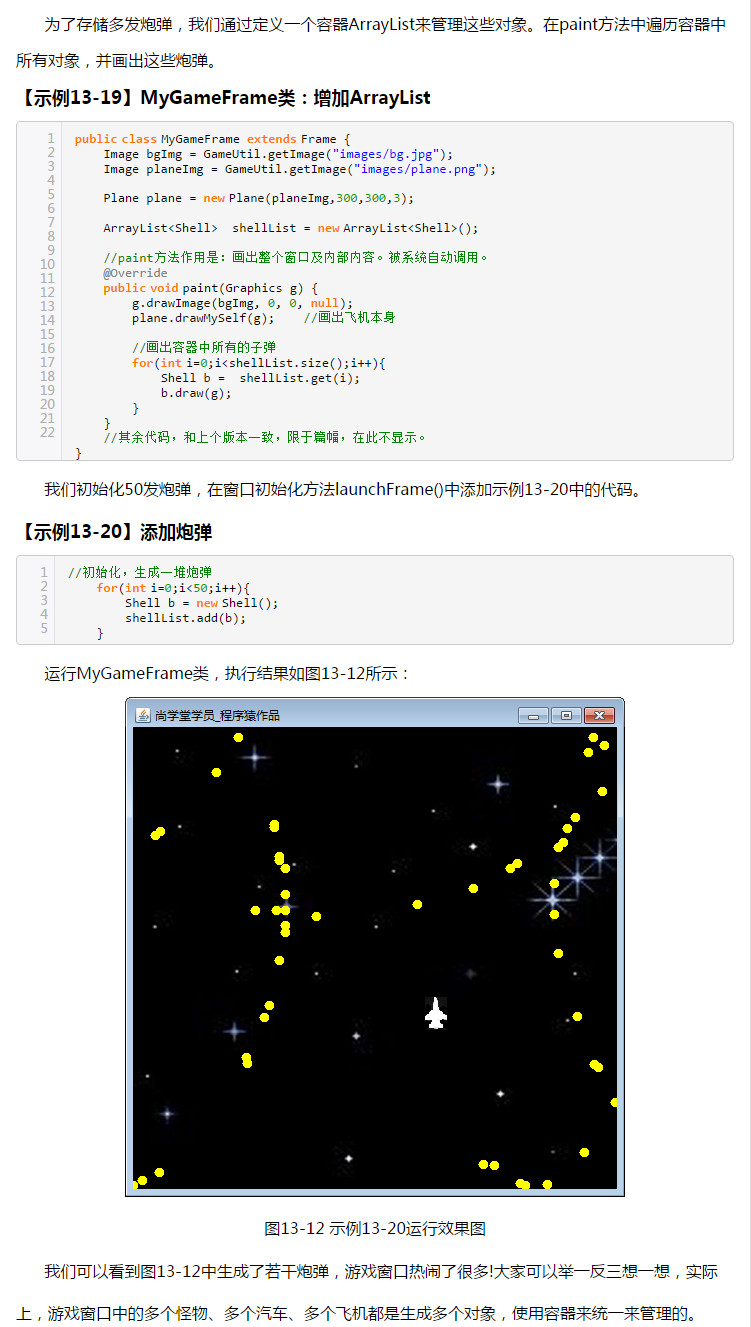 为了存储多发炮弹，我们通过定义一个容器ArrayList来管理这些对象。在paint方法中遍历容器中
所有对象，并画出这些炮弹。
【示例13-19】MyGameFrame类：增加ArrayList
1 public class MyGameFrame extends Frame {
2 Image bgImg = GameUtil.getImage("images/bg.jpg");
3 Image planeImg = GameUtil.getImage("images/plane.png");
4
5 Plane plane = new Plane(planeImg,300,300,3);
6
7 ArrayList<Shell> shellList = new ArrayList<Shell>();
8
9 //paint方法作用是：画出整个窗口及内部内容。被系统自动调用。
10 @Override
11 public void paint(Graphics g) {
12 g.drawImage(bgImg, 0, 0, null);
13 plane.drawMySelf(g); //画出飞机本身
14
15 //画出容器中所有的子弹
16 for(int i=0;i<shellList.size();i++){
17 Shell b = shellList.get(i);
18 b.draw(g);
19 }
20 }
21 //其余代码，和上个版本一致，限于篇幅，在此不显示。
22 }
我们初始化50发炮弹，在窗口初始化方法launchFrame()中添加示例13-20中的代码。
【示例13-20】添加炮弹
1 //初始化，生成一堆炮弹
2 for(int i=0;i<50;i++){
3 Shell b = new Shell();
4 shellList.add(b);
5 }
运行MyGameFrame类，执行结果如图13-12所示：
尚学堂学员_程序猿作品
图13-12 示例13-20运行效果图
我们可以看到图13-12中生成了若干炮弹，游戏窗口热闹了很多!大家可以举一反三想一想，实际
上，游戏窗口中的多个怪物、多个汽车、多个飞机都是生成多个对象，使用容器来统一来管理的。